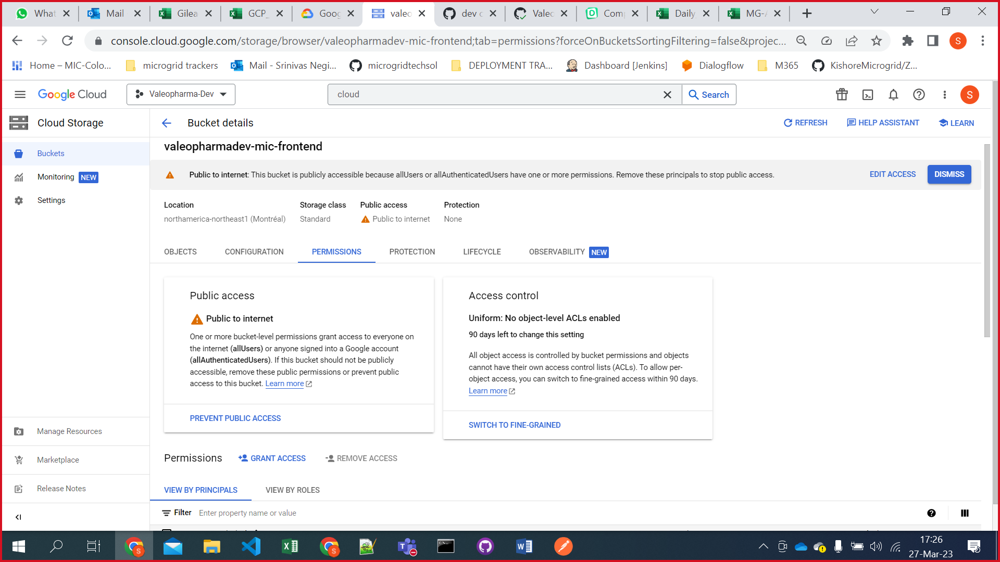 What
Mail
Gilea
GCP_
Goog
valeo
dev c
Valeo
Comp
Daily
MG-A
console.cloud.google.com/storage/browser/valeopharmadev-mic-frontend;tab=permissions?forceOnBucketsSortingFiltering=false&projec...
S
Home – MIC-Colo...
microgrid trackers
Mail - Srinivas Negi...
microgridtechsol
DEPLOYMENT TRA...
Dashboard [Jenkins]
Dialogflow
M365
KishoreMicrogrid/Z...
Google Cloud
Valeopharma-Dev
cloud
Search
S
Cloud Storage
Bucket details
REFRESH
HELP ASSISTANT
LEARN
Buckets
Monitoring NEW
Settings
valeopharmadev-mic-frontend
Public to internet: This bucket is publicly accessible because allUsers or allAuthenticatedUsers have one or more permissions. Remove these principals to stop public access.
EDIT ACCESS
DISMISS
Location
Storage class
Public access
Protection
northamerica-northeast1 (Montréal)
Standard
Public to internet
None
OBJECTS
CONFIGURATION
PERMISSIONS
PROTECTION
LIFECYCLE
OBSERVABILITY NEW
Public access
Public to internet
One or more bucket-level permissions grant access to everyone on
the internet (allUsers) or anyone signed into a Google account
(allAuthenticatedUsers). If this bucket should not be publicly
accessible, remove these public permissions or prevent public
access to this bucket. Learn more
PREVENT PUBLIC ACCESS
Access control
Uniform: No object-level ACLs enabled
90 days left to change this setting
All object access is controlled by bucket permissions and objects
cannot have their own access control lists (ACLs). To allow per-
object access, you can switch to fine-grained access within 90 days.
Learn more
SWITCH TO FINE-GRAINED
Permissions
GRANT ACCESS
REMOVE ACCESS
VIEW BY PRINCIPALS
VIEW BY ROLES
Filter
Enter property name or value
Manage Resources
Marketplace
Release Notes
17:26
27-Mar-23